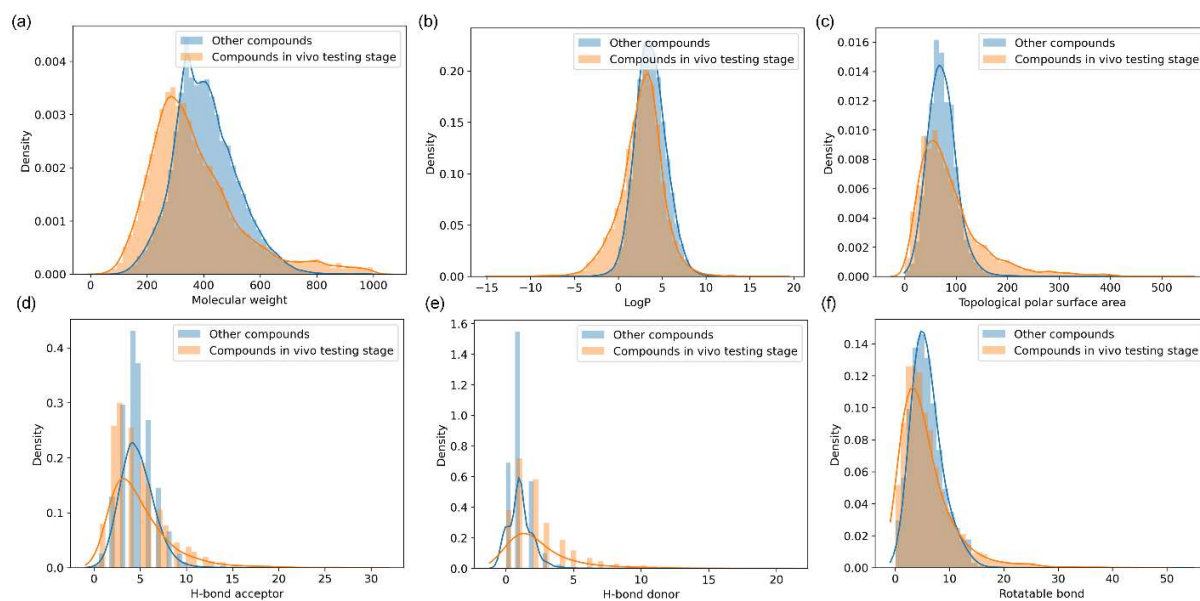 (a)
Other compounds
Compounds in vivo testing stage
0.004
0.003
0.002
0.001
0.000
Density
0 200 400 600 800 1000
Molecular weight
(b)
Other compounds
Compounds in vivo testing stage
0.20
0.15
0.10
0.05
0.00
Density
−15 −10 −5 0 5 10 15 20
LogP
(c)
Other compounds
Compounds in vivo testing stage
0.016
0.014
0.012
0.010
0.008
0.006
0.004
0.002
0.000
Density
0 100 200 300 400 500
Topological polar surface area
(d)
Other compounds
Compounds in vivo testing stage
0.4
0.3
0.2
0.1
0.0
Density
0 5 10 15 20 25 30
H-bond acceptor
(e)
Other compounds
Compounds in vivo testing stage
1.6
1.4
1.2
1.0
0.8
0.6
0.4
0.2
0.0
Density
0 5 10 15 20
H-bond donor
(f)
Other compounds
Compounds in vivo testing stage
0.14
0.12
0.10
0.08
0.06
0.04
0.02
0.00
Density
0 10 20 30 40 50
Rotatable bond